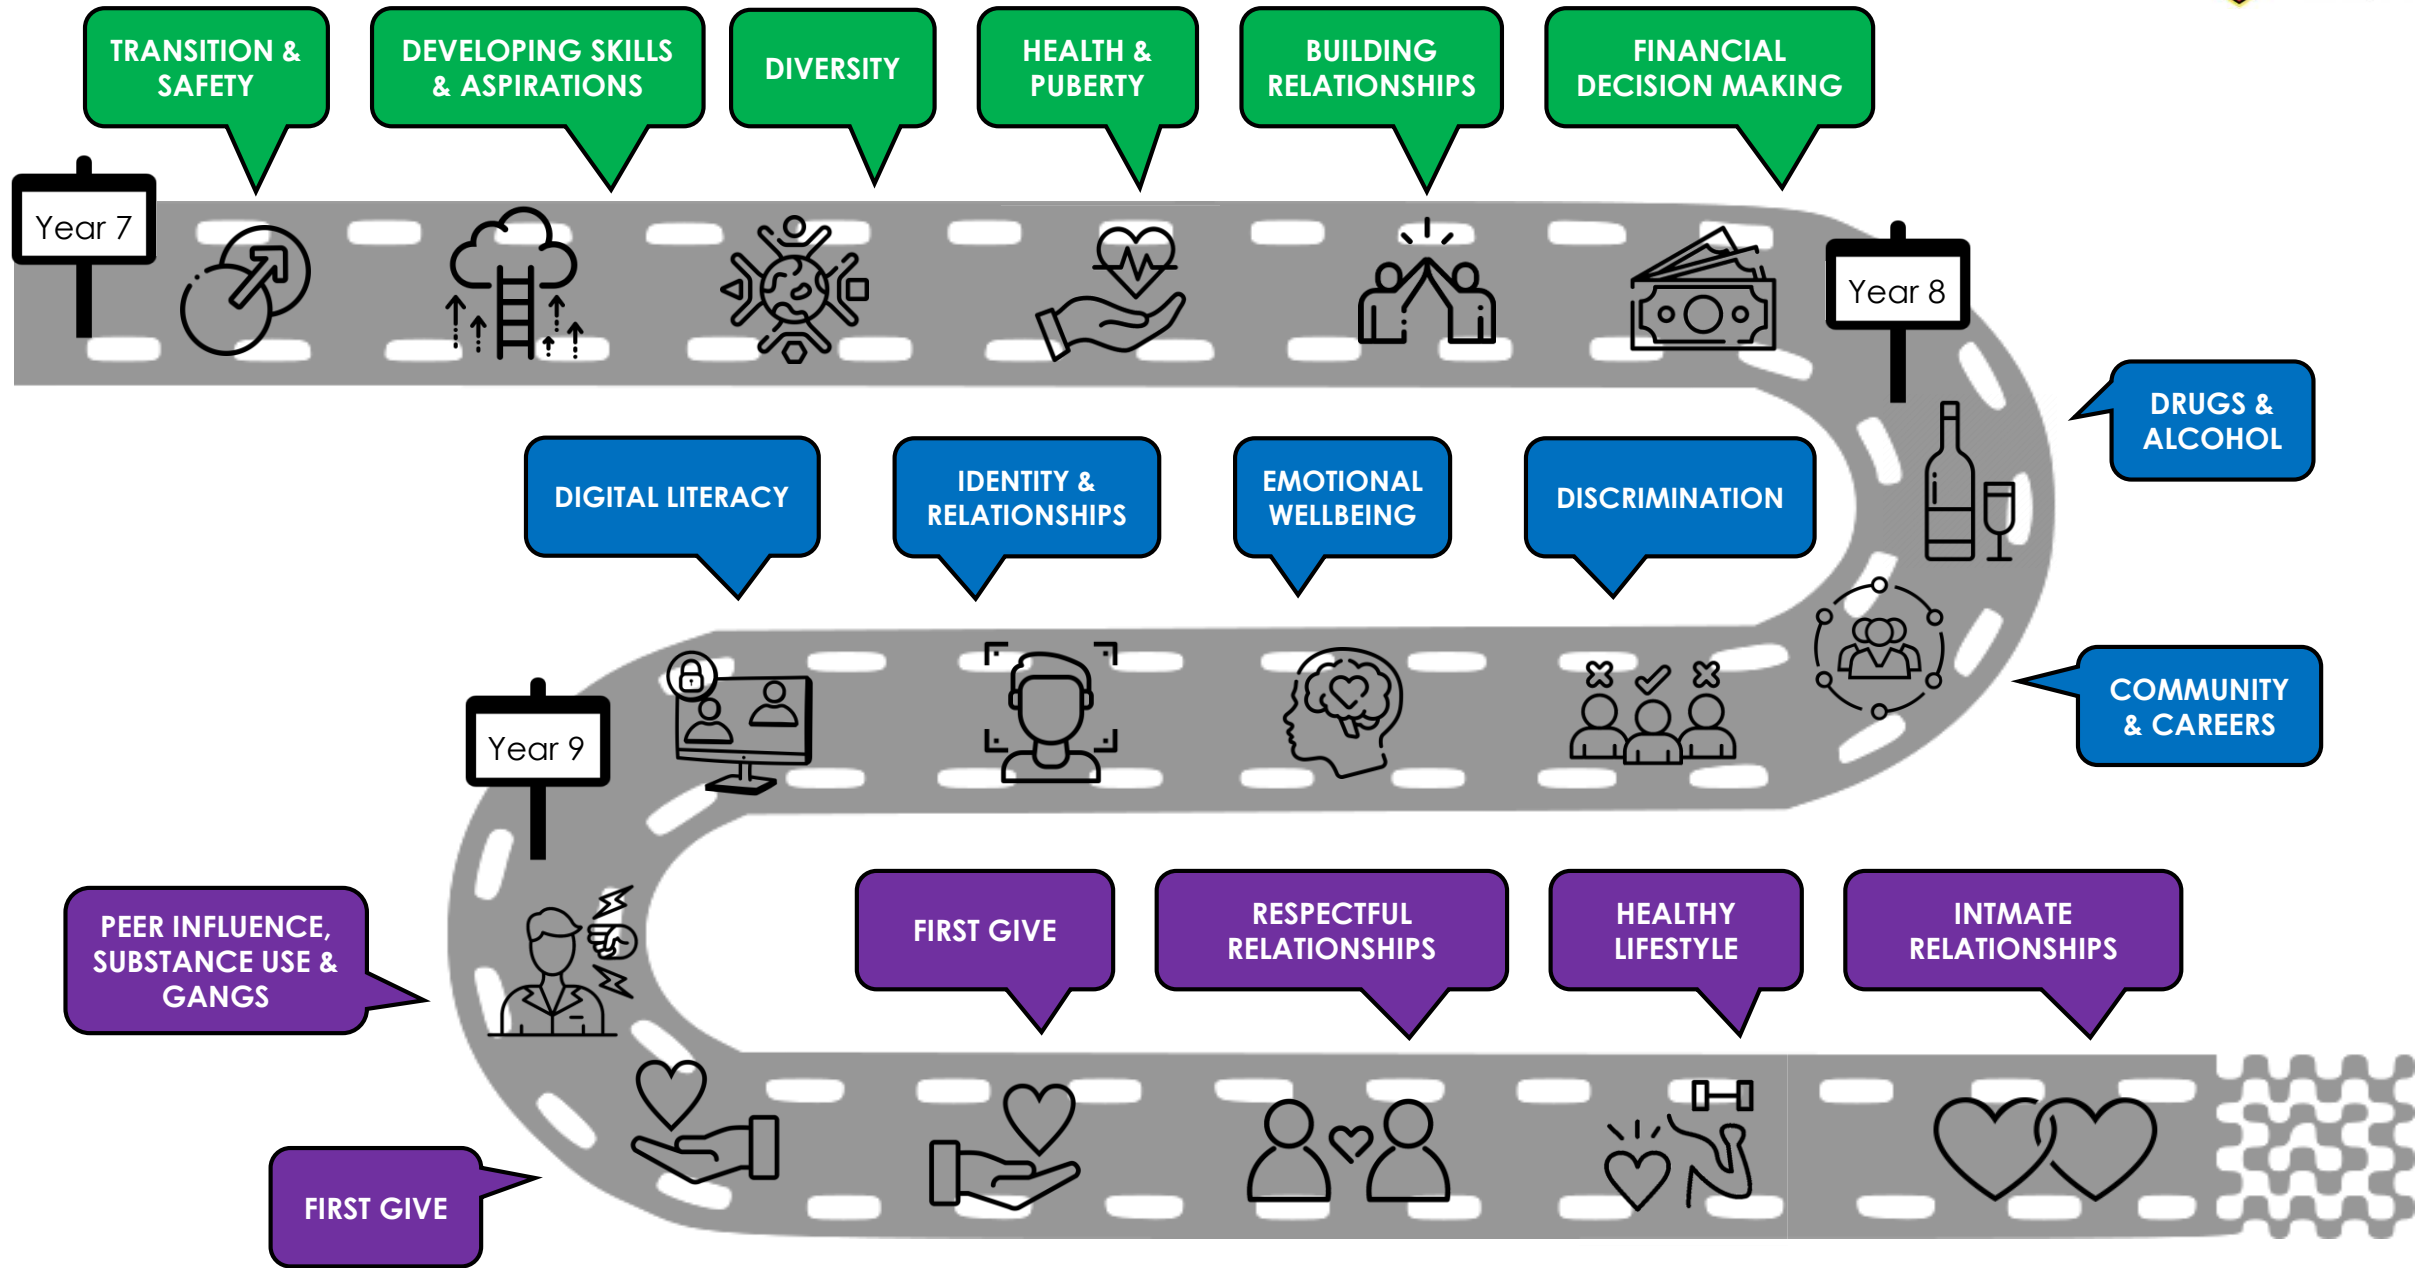 TRANSITION &
SAFETY
DEVELOPING SKILLS
& ASPIRATIONS
DIVERSITY
HEALTH &
PUBERTY
BUILDING
RELATIONSHIPS
FINANCIAL
DECISION MAKING
Year 7
Year 8
DRUGS &
ALCOHOL
COMMUNITY
& CAREERS
DISCRIMINATION
EMOTIONAL
WELLBEING
IDENTITY &
RELATIONSHIPS
DIGITAL LITERACY
Year 9
PEER INFLUENCE,
SUBSTANCE USE &
GANGS
FIRST GIVE
FIRST GIVE
RESPECTFUL
RELATIONSHIPS
HEALTHY
LIFESTYLE
INTMATE
RELATIONSHIPS